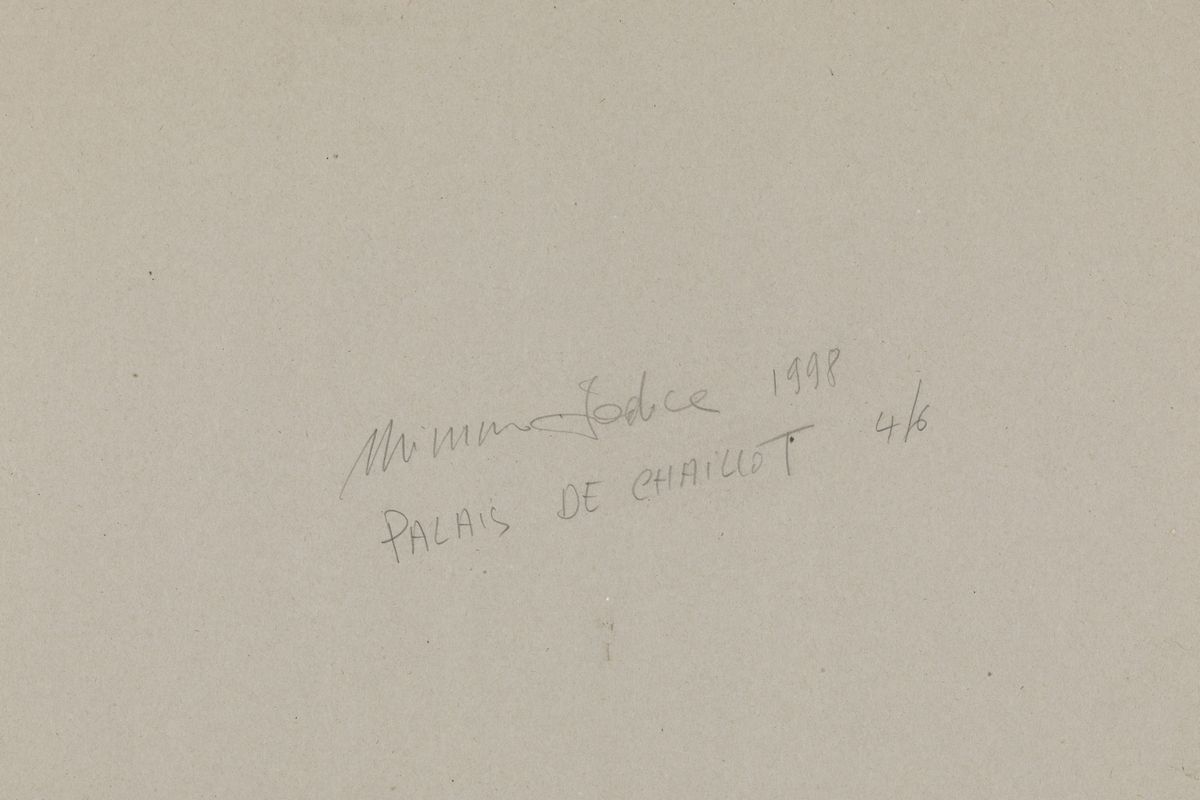 Mimmo Jodice 1998
PALAIS DE CHAILLOT 4/6